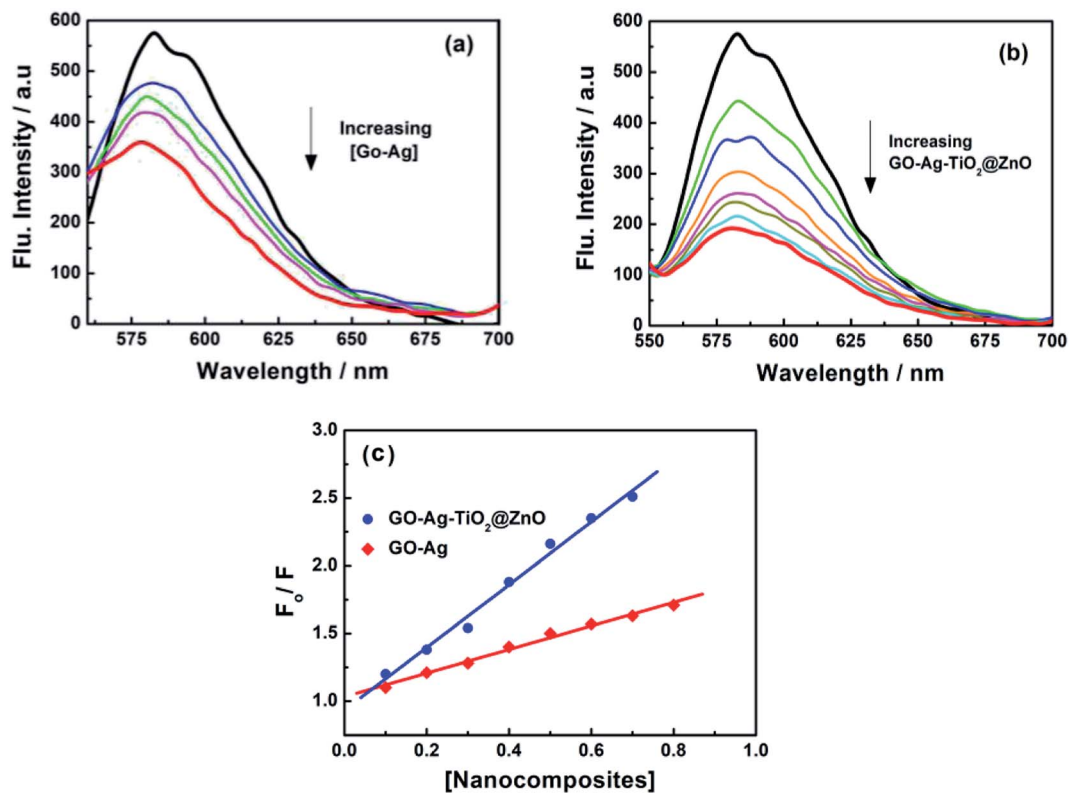 (a)
600
500
400
300
200
100
0
Flu. Intensity / a.u
Increasing
[Go-Ag]
575 600 625 650 675 700
Wavelength / nm
(b)
600
500
400
300
200
100
0
Flu. Intensity / a.u
Increasing
GO-Ag-TiO₂@ZnO
550 575 600 625 650 675 700
Wavelength / nm
(c)
3.0
2.5
2.0
1.5
1.0
F₀/ F
GO-Ag-TiO₂@ZnO
GO-Ag
0.0 0.2 0.4 0.6 0.8 1.0
[Nanocomposites]